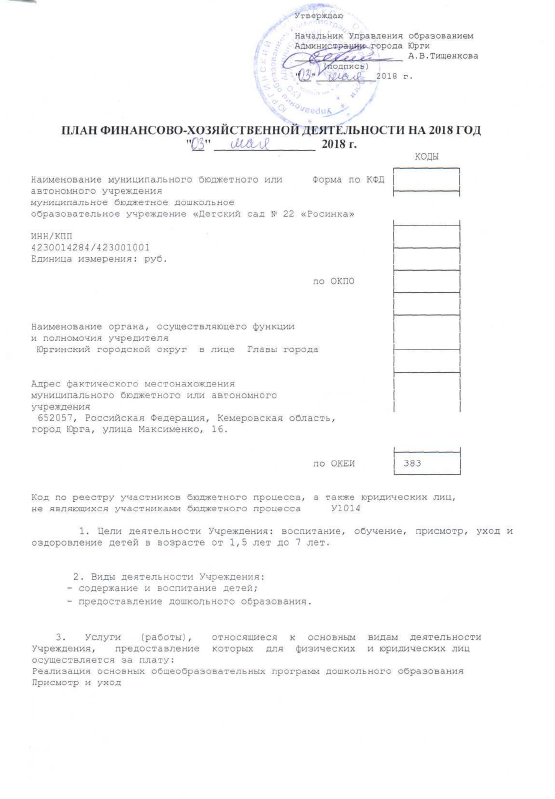 Утверждаю
Начальник Управления образованием
Администрации города Юрги
А.В.Тищенкова
(подпись)
"03" мая 2018 г.
ПЛАН ФИНАНСОВО-ХОЗЯЙСТВЕННОЙ ДЕЯТЕЛЬНОСТИ НА 2018 ГОД
"03" мая 2018 г.
КОДЫ
Наименование муниципального бюджетного или Форма по КФД
автономного учреждения
муниципальное бюджетное дошкольное
образовательное учреждение «Детский сад № 22 «Росинка»
ИНН/КПП
4230014284/423001001
Единица измерения: руб.
по ОКПО
Наименование органа, осуществляющего функции
и полномочия учредителя
Юргинский городской округ в лице Главы города
Адрес фактического местонахождения
муниципального бюджетного или автономного
учреждения
652057, Российская Федерация, Кемеровская область,
город Юрга, улица Максименко, 16.
по ОКЕИ 383
Код по реестру участников бюджетного процесса, а также юридических лиц,
не являющихся участниками бюджетного процесса У1014
1. Цели деятельности Учреждения: воспитание, обучение, присмотр, уход и
оздоровление детей в возрасте от 1,5 лет до 7 лет.
2. Виды деятельности Учреждения:
- содержание и воспитание детей;
- предоставление дошкольного образования.
3. Услуги (работы), относящиеся к основным видам деятельности
Учреждения, предоставление которых для физических и юридических лиц
осуществляется за плату:
Реализация основных общеобразовательных программ дошкольного образования
Присмотр и уход